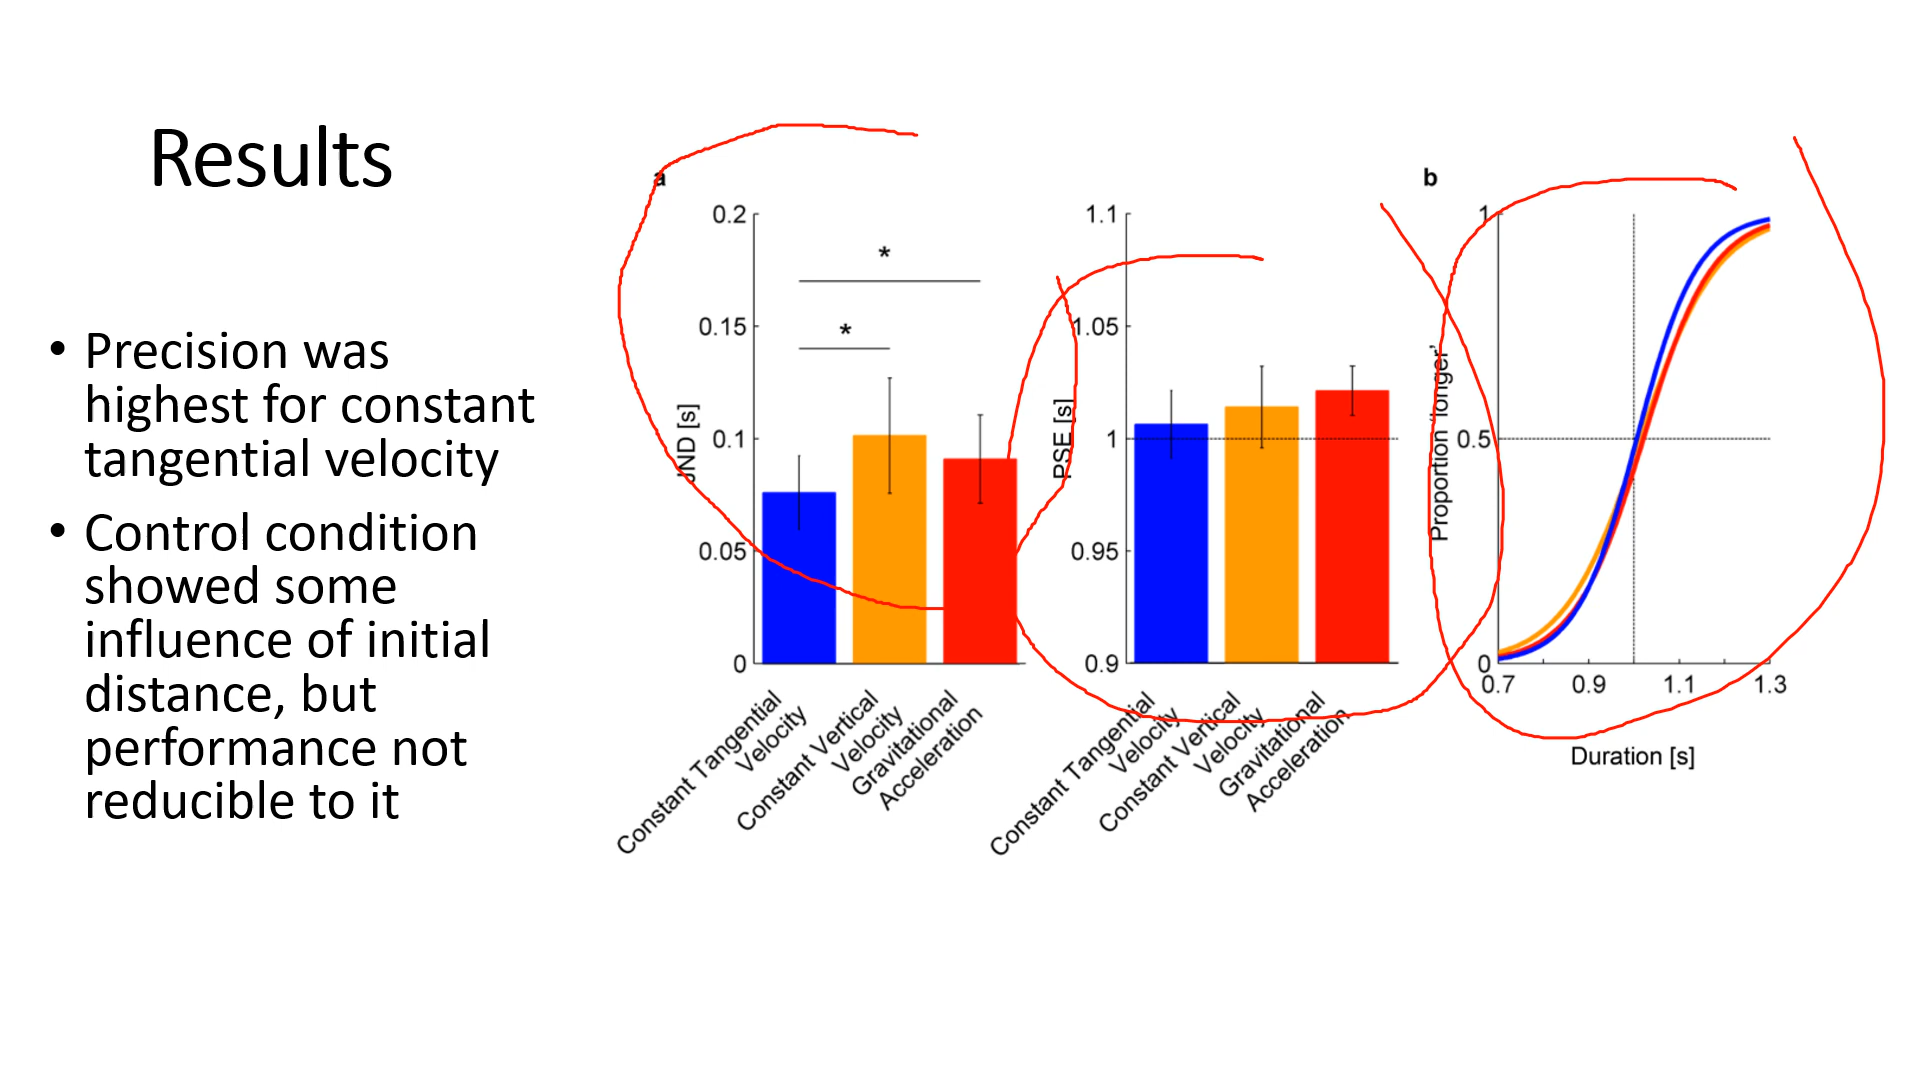 Results
• Precision was
highest for constant
tangential velocity
• Control condition
showed some
influence of initial
distance, but
performance not
reducible to it
a
0.2
0.15
0.1
0.05
0
JND [s]
*
*
Constant Tangential
Velocity
Constant Vertical
Velocity
Gravitational
Acceleration
1.1
1.05
1
0.95
0.9
PSE [s]
Constant Tangential
Velocity
Constant Vertical
Velocity
Gravitational
Acceleration
b
1
0.5
0
Proportion 'longer'
0.7 0.9 1.1 1.3
Duration [s]